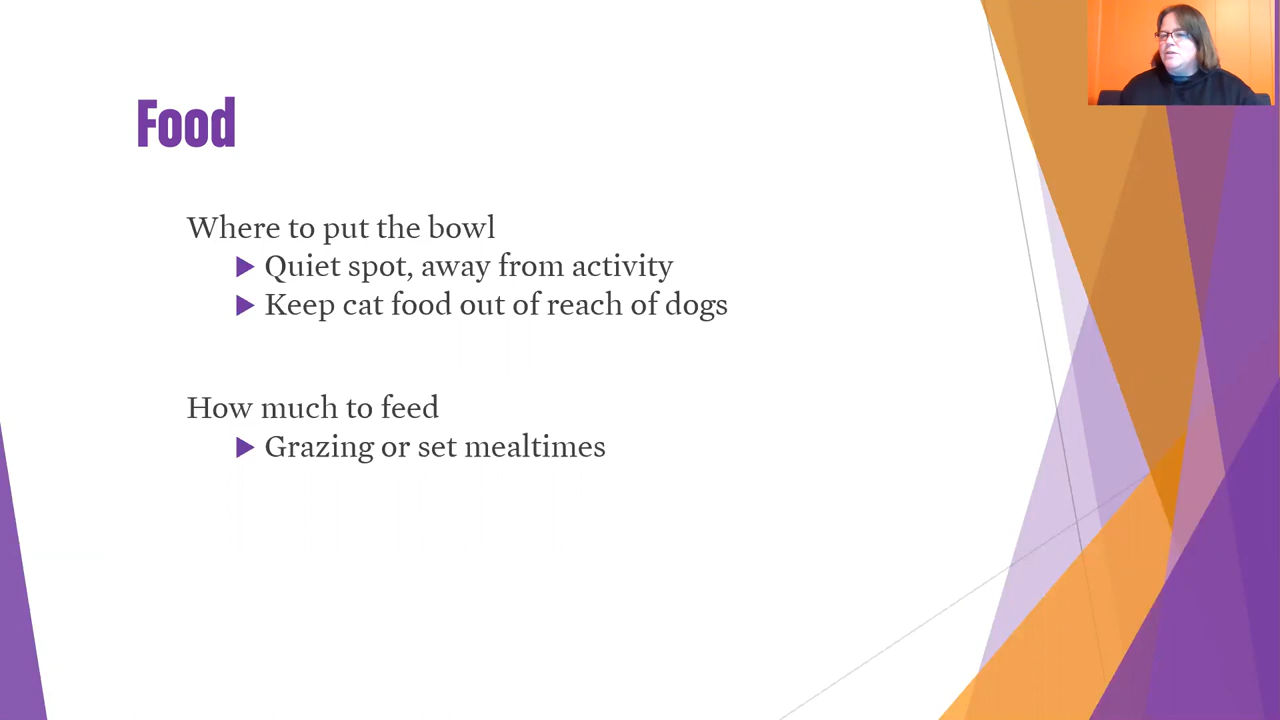 Food
Where to put the bowl
Quiet spot, away from activity
Keep cat food out of reach of dogs
How much to feed
Grazing or set mealtimes